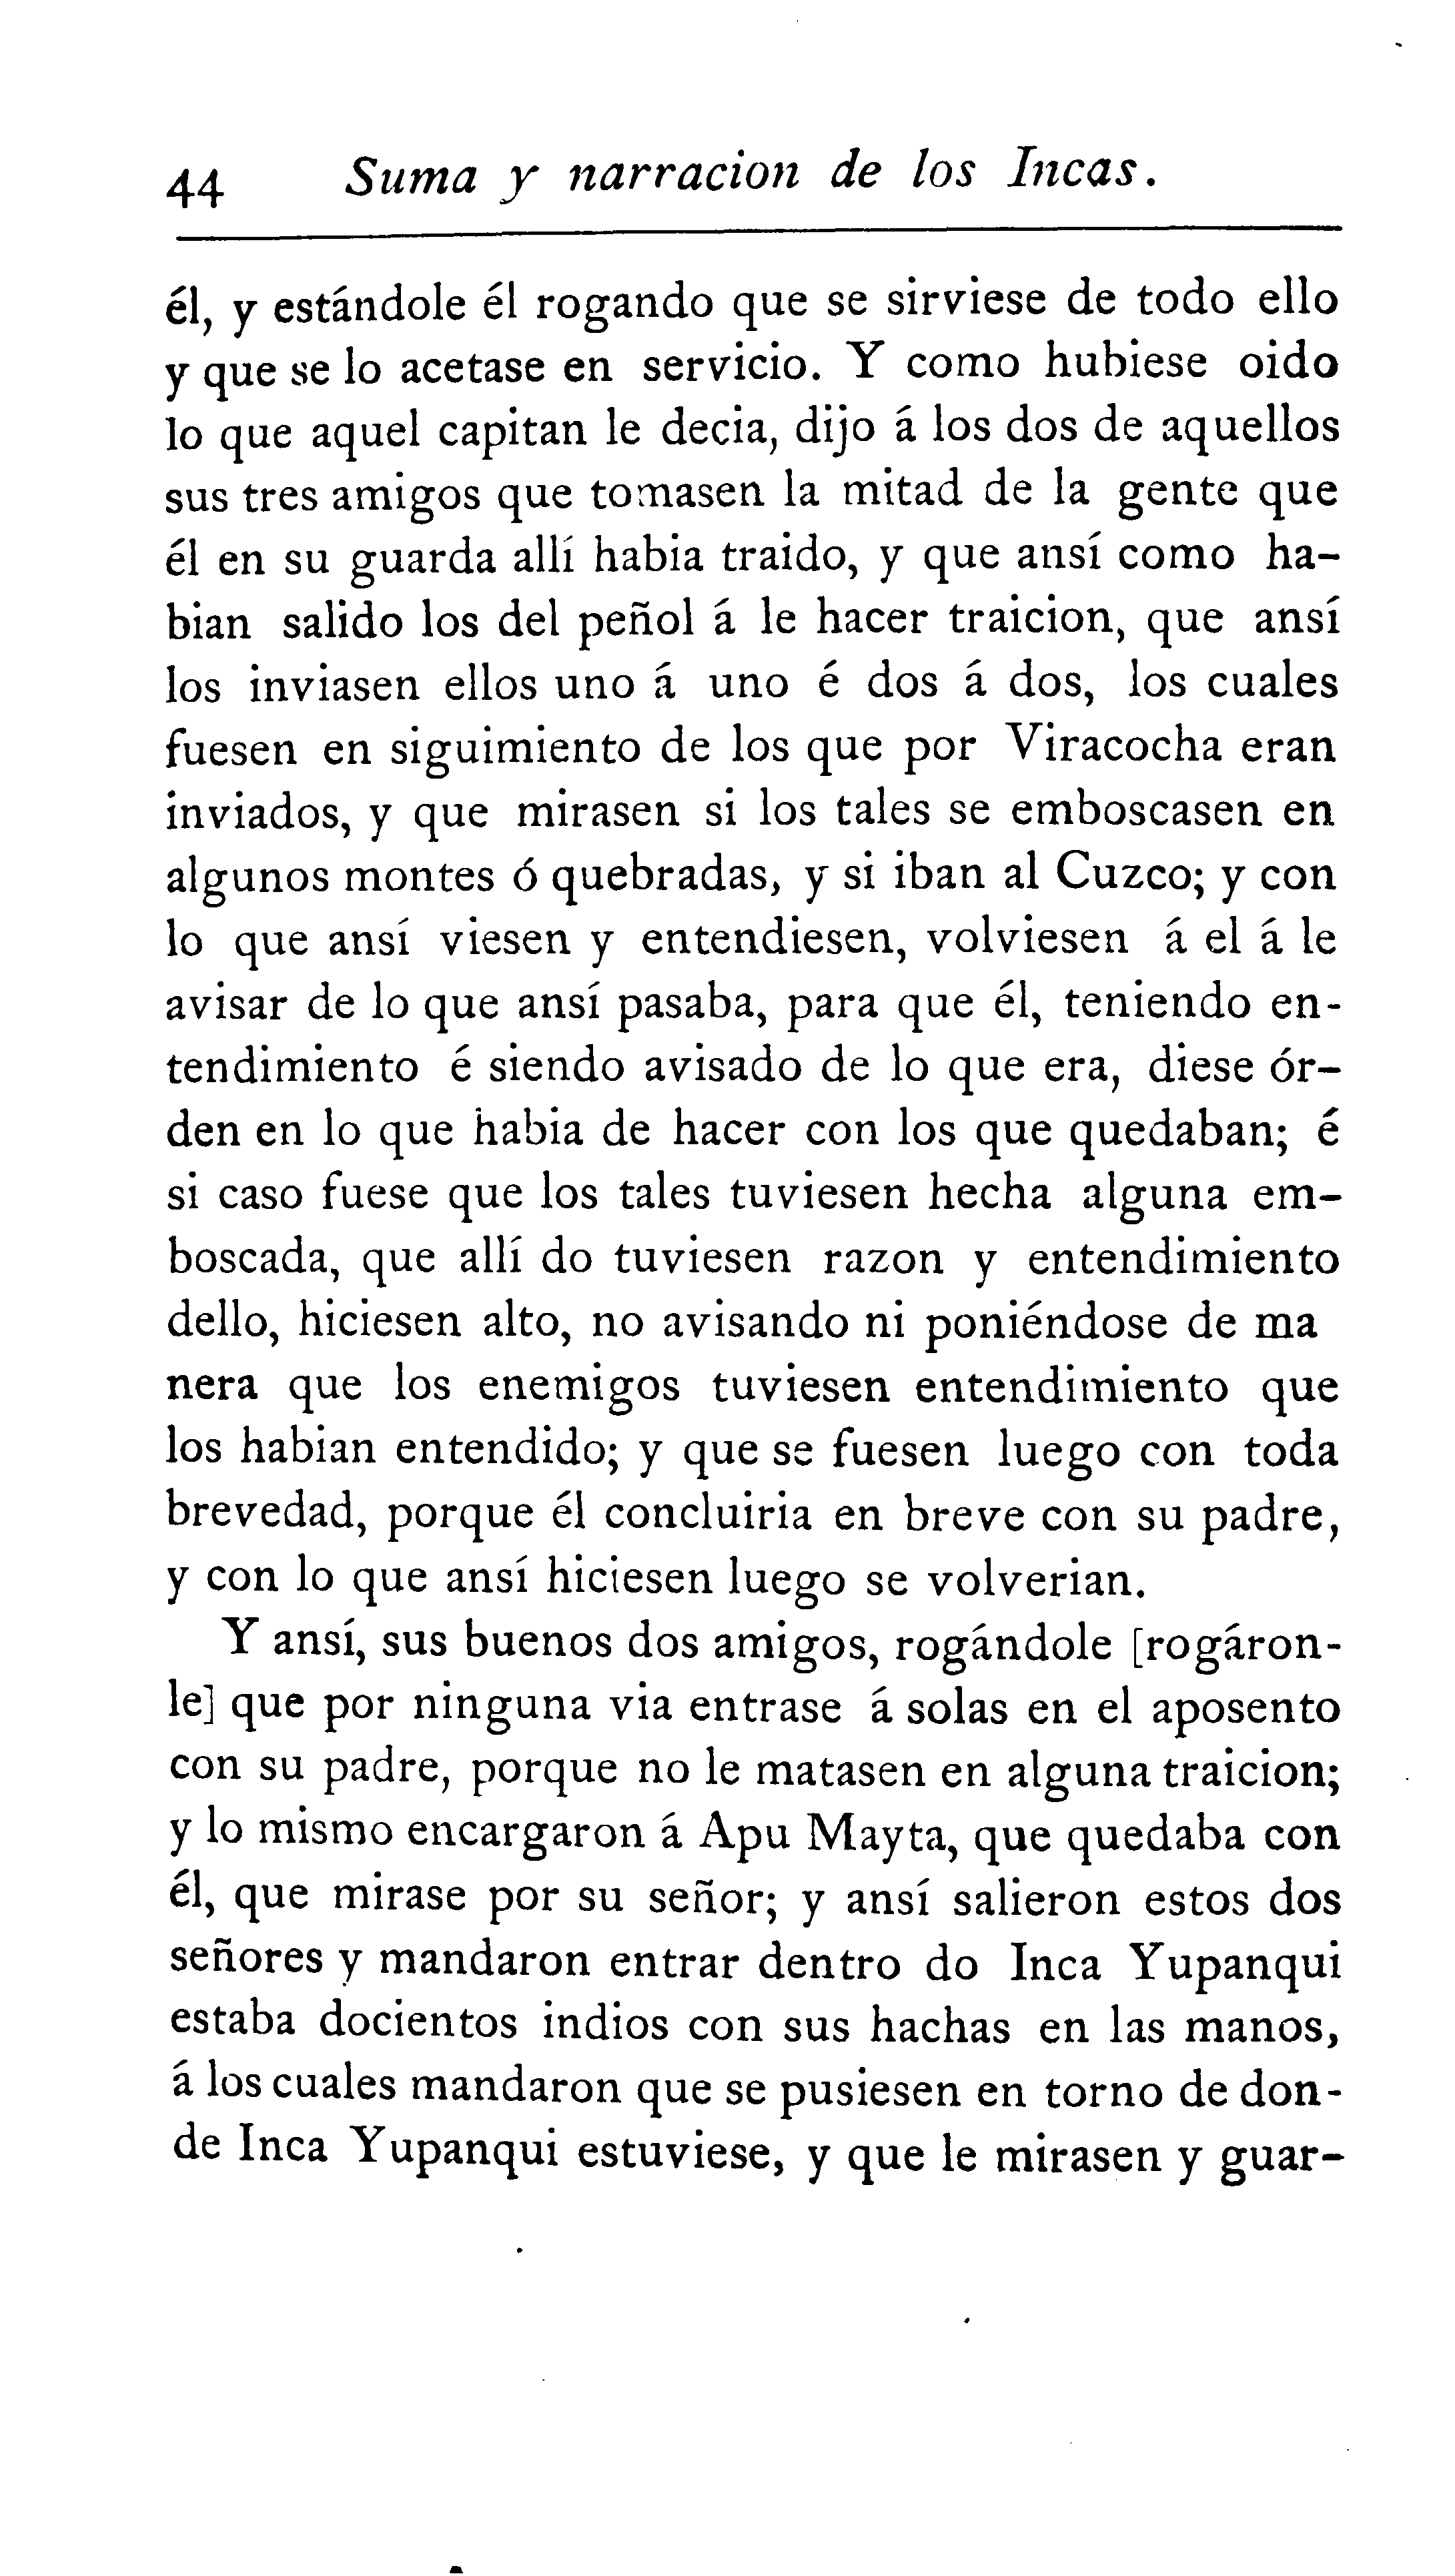 44 Suma y narracion de los Incas.
él, y estándole él rogando que se sirviese de todo ello
y que se lo acetase en servicio. Y como hubiese oido
lo que aquel capitan le decia, dijo á los dos de aquellos
sus tres amigos que tomasen la mitad de la gente que
él en su guarda allí habia traido, y que ansí como ha-
bian salido los del peñol á le hacer traicion, que ansí
los inviasen ellos uno á uno é dos á dos, los cuales
fuesen en siguimiento de los que por Viracocha eran
inviados, y que mirasen si los tales se emboscasen en
algunos montes ó quebradas, y si iban al Cuzco; y con
lo que ansí viesen y entendiesen, volviesen á el á le
avisar de lo que ansí pasaba, para que él, teniendo en-
tendimiento é siendo avisado de lo que era, diese ór-
den en lo que habia de hacer con los que quedaban; é
si caso fuese que los tales tuviesen hecha alguna em-
boscada, que allí do tuviesen razon y entendimiento
dello, hiciesen alto, no avisando ni poniéndose de ma
nera que los enemigos tuviesen entendimiento que
los habian entendido; y que se fuesen luego con toda
brevedad, porque él concluiria en breve con su padre,
y con lo que ansí hiciesen luego se volverian.
Y ansí, sus buenos dos amigos, rogándole [rogáron-
le] que por ninguna via entrase á solas en el aposento
con su padre, porque no le matasen en alguna traicion;
y lo mismo encargaron á Apu Mayta, que quedaba con
él, que mirase por su señor; y ansí salieron estos dos
señores y mandaron entrar dentro do Inca Yupanqui
estaba docientos indios con sus hachas en las manos,
á los cuales mandaron que se pusiesen en torno de don-
de Inca Yupanqui estuviese, y que le mirasen y guar-